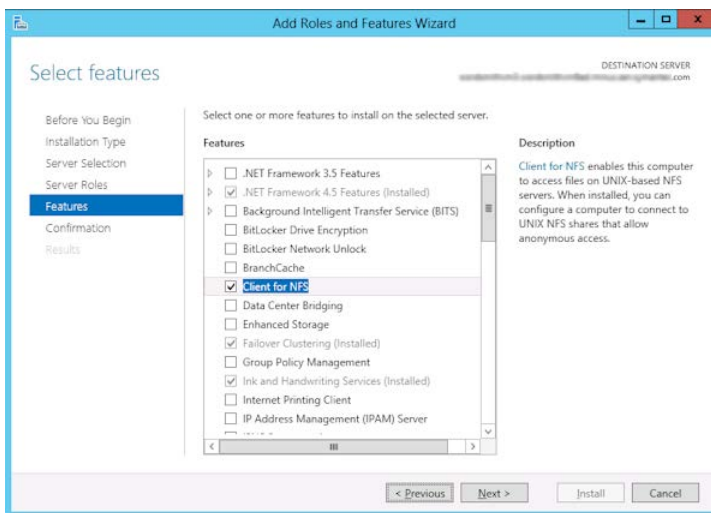 Add Roles and Features Wizard
Select features
DESTINATION SERVER
.com
Before You Begin
Installation Type
Server Selection
Server Roles
Features
Confirmation
Results
Select one or more features to install on the selected server.
Features
.NET Framework 3.5 Features
.NET Framework 4.5 Features (Installed)
Background Intelligent Transfer Service (BITS)
BitLocker Drive Encryption
BitLocker Network Unlock
BranchCache
Client for NFS
Data Center Bridging
Enhanced Storage
Failover Clustering (Installed)
Group Policy Management
Ink and Handwriting Services (Installed)
Internet Printing Client
IP Address Management (IPAM) Server
Description
Client for NFS enables this computer
to access files on UNIX-based NFS
servers. When installed, you can
configure a computer to connect to
UNIX NFS shares that allow
anonymous access.
< Previous
Next >
Install
Cancel